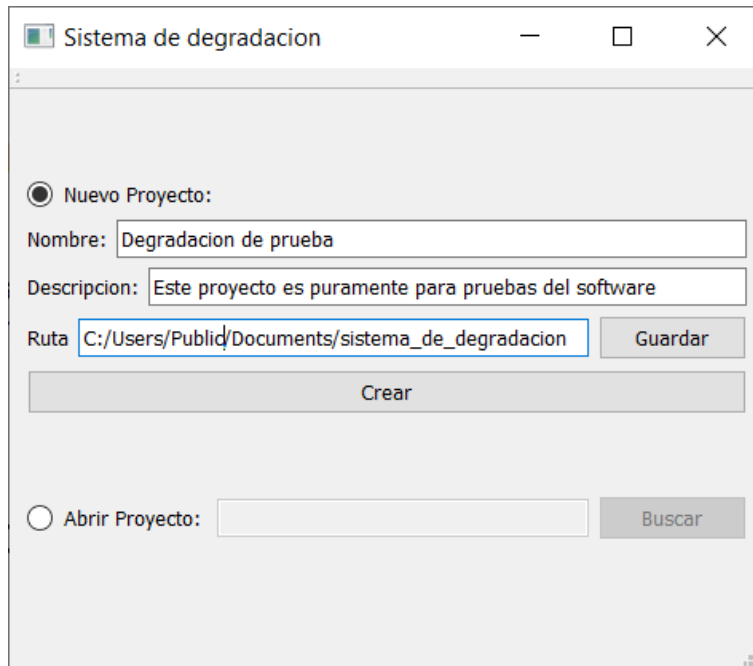 Sistema de degradacion
Nuevo Proyecto:
Nombre: Degradacion de prueba
Descripcion: Este proyecto es puramente para pruebas del software
Ruta C:/Users/Public/Documents/sistema_de_degradacion Guardar
Crear
Abrir Proyecto: Buscar